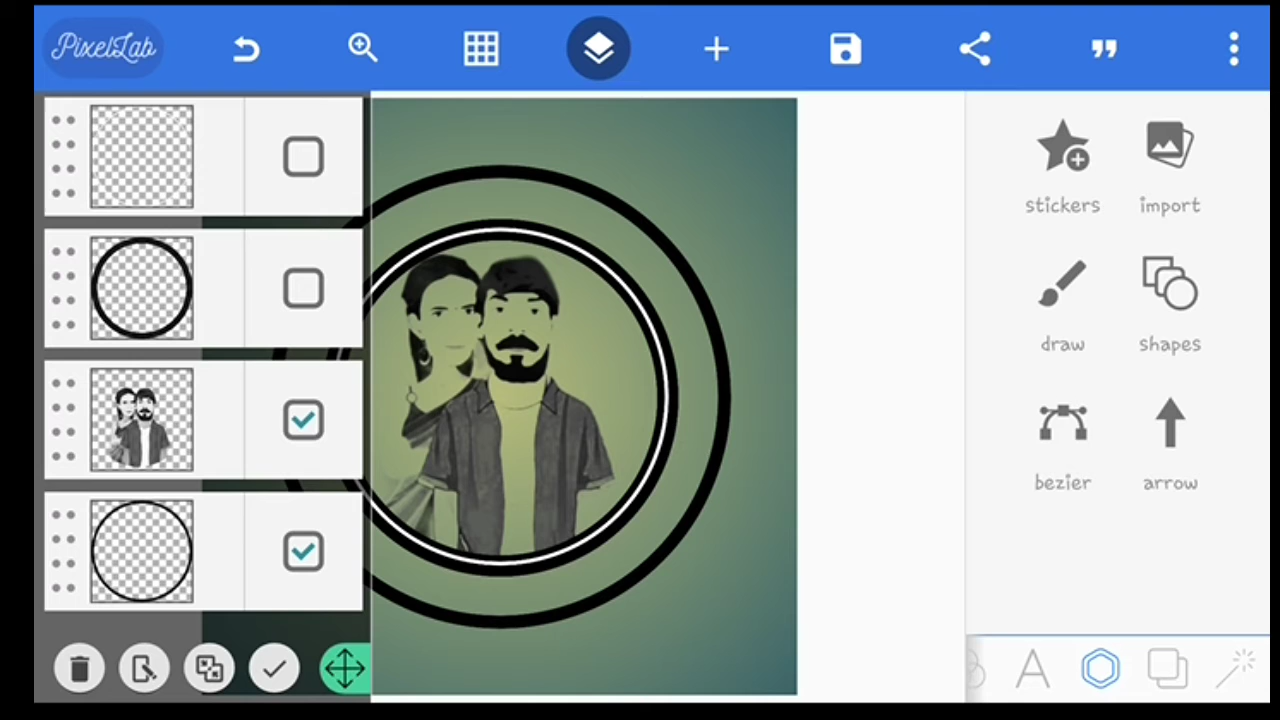 PixelLab
stickers
import
draw
shapes
bezier
arrow